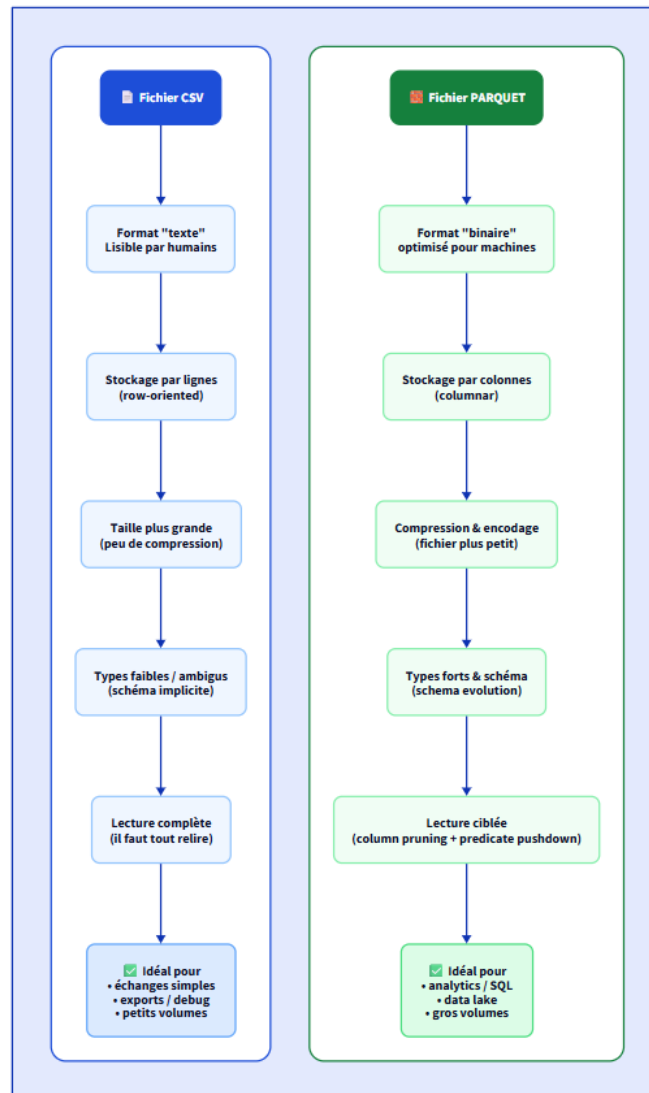 Fichier CSV
Format "texte"
Lisible par humains
Stockage par lignes
(row-oriented)
Taille plus grande
(peu de compression)
Types faibles / ambigus
(schéma implicite)
Lecture complète
(il faut tout relire)
✅ Idéal pour
• échanges simples
• exports / debug
• petits volumes
Fichier PARQUET
Format "binaire"
optimisé pour machines
Stockage par colonnes
(columnar)
Compression & encodage
(fichier plus petit)
Types forts & schéma
(schema evolution)
Lecture ciblée
(column pruning + predicate pushdown)
✅ Idéal pour
• analytics / SQL
• data lake
• gros volumes